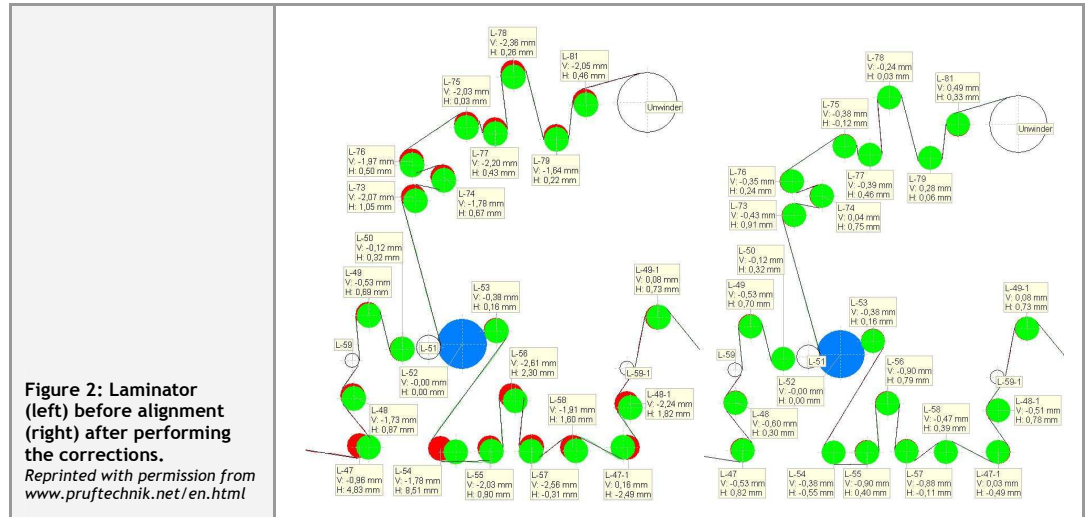 Figure 2: Laminator
(left) before alignment
(right) after performing
the corrections.
Reprinted with permission from
www.pruftechnik.net/en.html
L-78
V: -2,36 mm
H: 0,26 mm
L-81
V: -2,05 mm
H: 0,46 mm
L-75
V: -2,03 mm
H: 0,03 mm
Unwinder
L-76
V: -1,97 mm
H: 0,50 mm
L-77
V: -2,20 mm
H: 0,43 mm
L-79
V: -1,64 mm
H: 0,22 mm
L-73
V: -2,07 mm
H: 1,05 mm
L-74
V: -1,78 mm
H: 0,67 mm
L-50
V: -0,12 mm
H: 0,32 mm
L-49
V: -0,53 mm
H: 0,69 mm
L-53
V: -0,38 mm
H: 0,16 mm
L-49-1
V: 0,08 mm
H: 0,73 mm
L-59
L-51
L-52
V: -0,00 mm
H: 0,00 mm
L-56
V: -2,61 mm
H: 2,30 mm
L-59-1
L-48
V: -1,73 mm
H: 0,87 mm
L-58
V: -1,91 mm
H: 1,60 mm
L-48-1
V: -2,24 mm
H: 1,82 mm
L-47
V: -0,96 mm
H: 4,83 mm
L-54
V: -1,78 mm
H: 8,51 mm
L-55
V: -2,03 mm
H: 0,90 mm
L-57
V: -2,56 mm
H: -0,31 mm
L-47-1
V: 0,16 mm
H: -2,49 mm
L-78
V: -0,24 mm
H: 0,03 mm
L-81
V: 0,49 mm
H: 0,33 mm
L-75
V: -0,38 mm
H: -0,12 mm
Unwinder
L-76
V: -0,35 mm
H: 0,24 mm
L-77
V: -0,39 mm
H: 0,46 mm
L-79
V: 0,28 mm
H: 0,06 mm
L-73
V: -0,43 mm
H: 0,91 mm
L-74
V: 0,04 mm
H: 0,75 mm
L-50
V: -0,12 mm
H: 0,32 mm
L-49
V: -0,53 mm
H: 0,70 mm
L-53
V: -0,38 mm
H: 0,16 mm
L-49-1
V: 0,08 mm
H: 0,73 mm
L-59
L-51
L-52
V: -0,00 mm
H: 0,00 mm
L-56
V: -0,90 mm
H: 0,79 mm
L-59-1
L-48
V: -0,60 mm
H: 0,30 mm
L-58
V: -0,47 mm
H: 0,39 mm
L-48-1
V: -0,51 mm
H: 0,78 mm
L-47
V: -0,53 mm
H: 0,82 mm
L-54
V: -0,38 mm
H: -0,55 mm
L-55
V: -0,90 mm
H: 0,40 mm
L-57
V: -0,88 mm
H: -0,11 mm
L-47-1
V: 0,03 mm
H: -0,49 mm